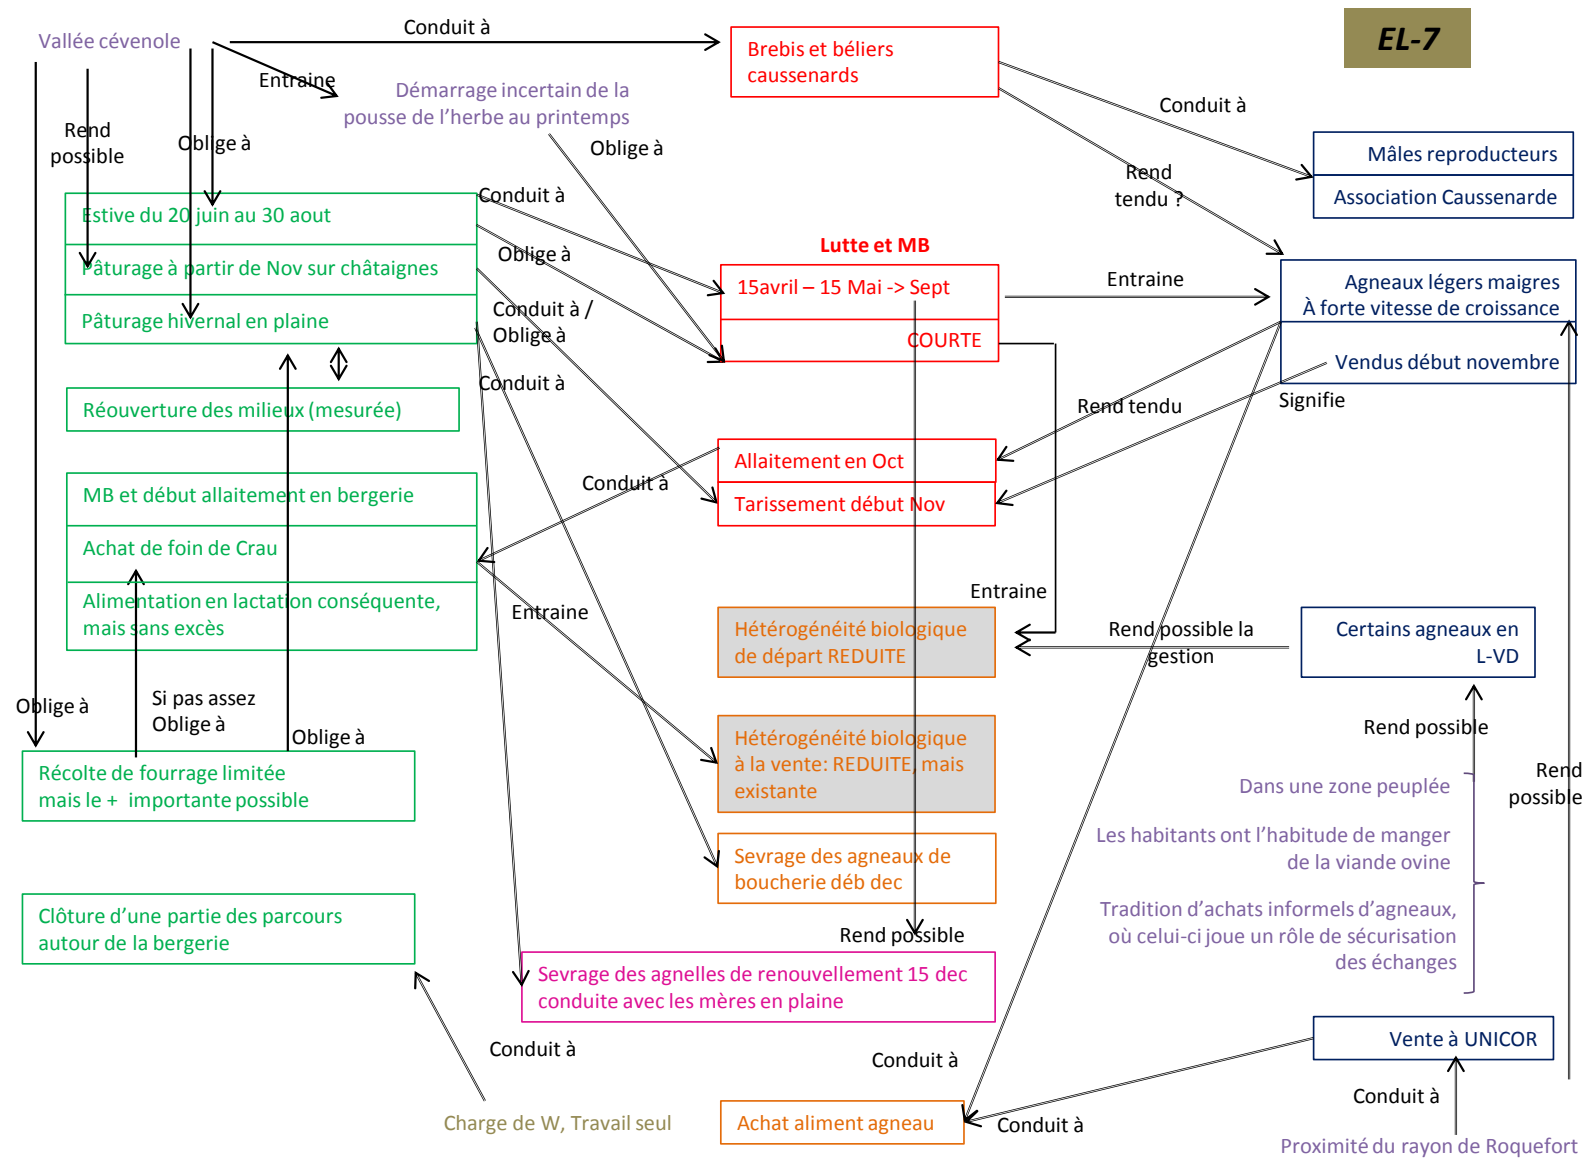 Vallée cévenole
Conduit à
EL-7
Brebis et béliers
caussenards
Entraine
Démarrage incertain de la
pousse de l'herbe au printemps
Conduit à
Rend
possible
Oblige à
Oblige à
Mâles reproducteurs
Association Caussenarde
Rend
tendu ?
Conduit à
Estive du 20 juin au 30 aout
Pâturage à partir de Nov sur châtaignes
Pâturage hivernal en plaine
Oblige à
Lutte et MB
15avril – 15 Mai -> Sept
COURTE
Entraine
Agneaux légers maigres
À forte vitesse de croissance
Vendus début novembre
Conduit à /
Oblige à
Conduit à
Réouverture des milieux (mesurée)
Rend tendu
Signifie
Allaitement en Oct
Tarissement début Nov
Conduit à
MB et début allaitement en bergerie
Achat de foin de Crau
Alimentation en lactation conséquente,
mais sans excès
Entraine
Entraine
Hétérogénéité biologique
de départ REDUITE
Rend possible la
gestion
Certains agneaux en
L-VD
Oblige à
Si pas assez
Oblige à
Oblige à
Rend possible
Récolte de fourrage limitée
mais le + importante possible
Hétérogénéité biologique
à la vente: REDUITE, mais
existante
Dans une zone peuplée
Rend
possible
Les habitants ont l'habitude de manger
de la viande ovine
Sevrage des agneaux de
boucherie déb dec
Clôture d'une partie des parcours
autour de la bergerie
Tradition d'achats informels d'agneaux,
où celui-ci joue un rôle de sécurisation
des échanges
Rend possible
Sevrage des agnelles de renouvellement 15 dec
conduite avec les mères en plaine
Vente à UNICOR
Conduit à
Conduit à
Conduit à
Charge de W, Travail seul
Achat aliment agneau
Conduit à
Proximité du rayon de Roquefort